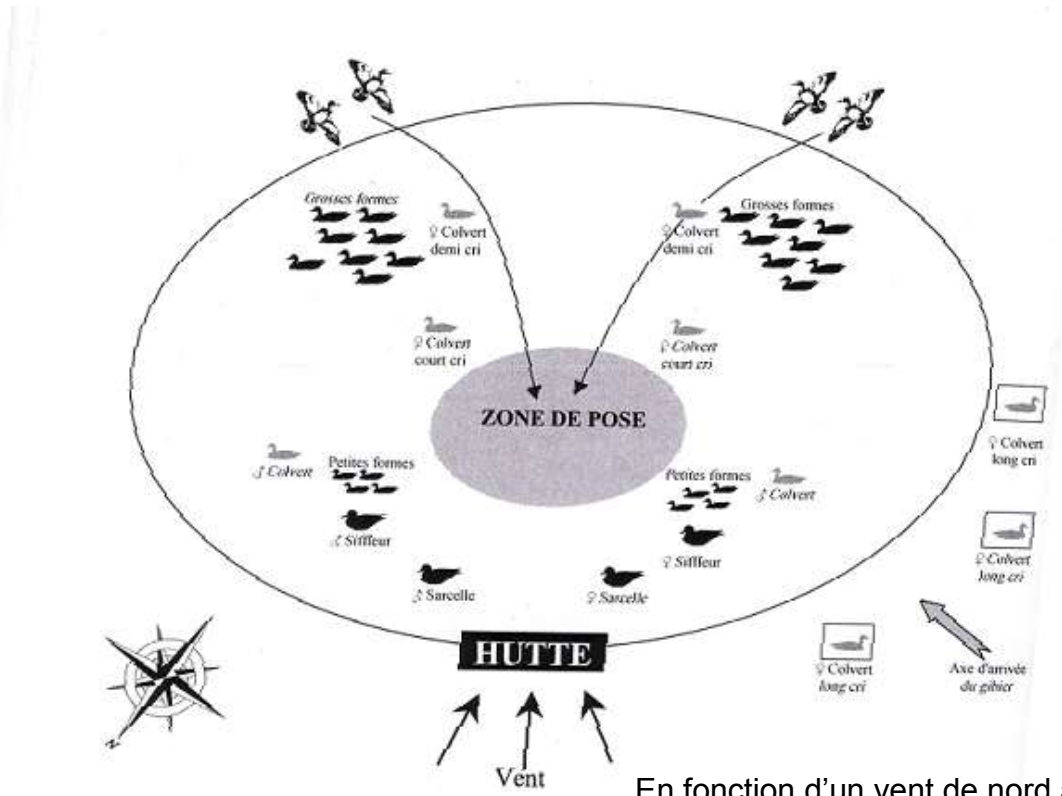 Grosses formes
♀ Colvert
demi cri
Grosses formes
♀ Colvert
demi cri
♀ Colvert
court cri
♀ Colvert
court cri
ZONE DE POSE
♀ Colvert
long cri
♂ Colvert
Petites formes
♂ Siffleur
Petites formes
♂ Colvert
♀ Siffleur
♂ Sarcelle
♀ Sarcelle
♀ Colvert
long cri
HUTTE
♀ Colvert
long cri
Axe d'arrivée
du gibier
N
Vent
En fonction d'un vent de nord